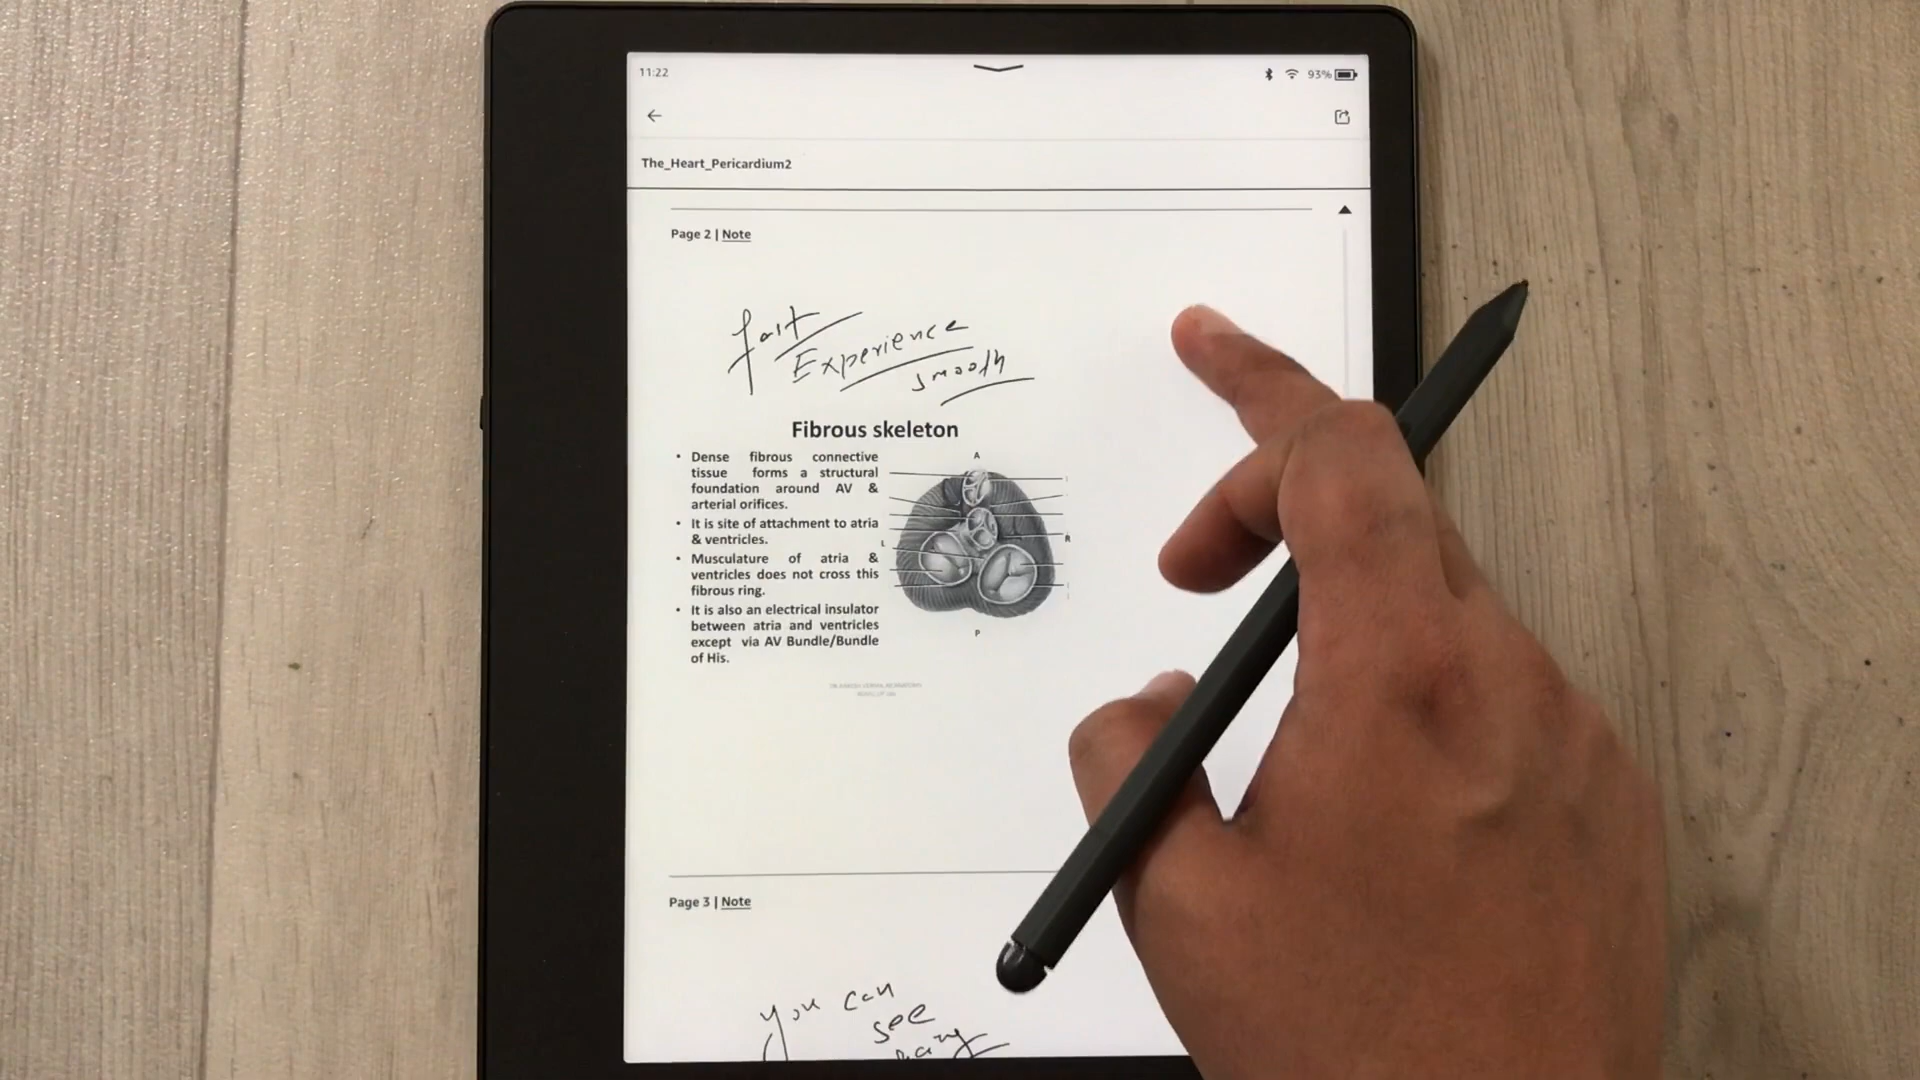 11:22
93%
The_Heart_Pericardium2
Page 2 | Note
fast
Experience
smooth
Fibrous skeleton
• Dense fibrous connective
tissue forms a structural
foundation around AV &
arterial orifices.
• It is site of attachment to atria
& ventricles.
• Musculature of atria &
ventricles does not cross this
fibrous ring.
• It is also an electrical insulator
between atria and ventricles
except via AV Bundle/Bundle
of His.
A
L
R
P
Page 3 | Note
you can
see